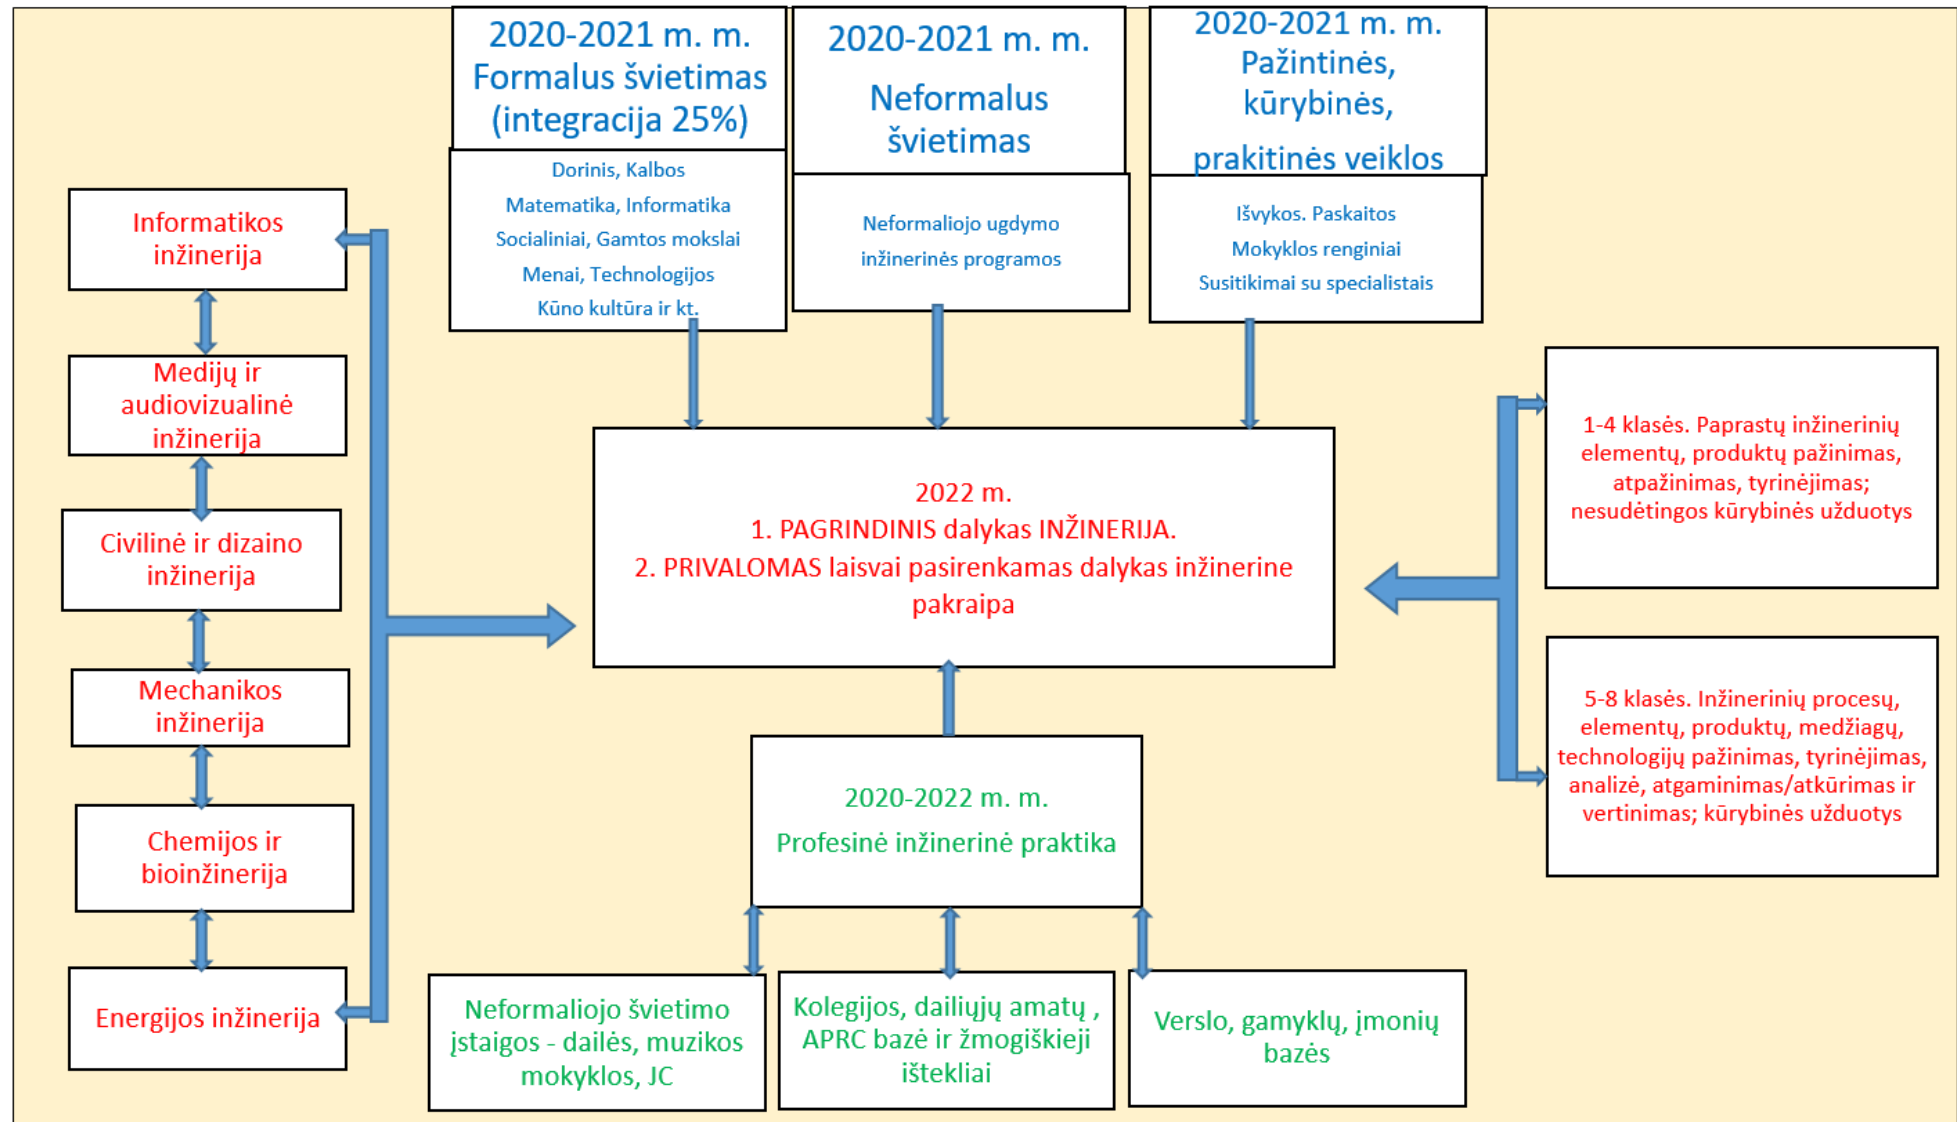 2020-2021 m. m.
Formalus švietimas
(integracija 25%)
Dorinis, Kalbos
Matematika, Informatika
Socialiniai, Gamtos mokslai
Menai, Technologijos
Kūno kultūra ir kt.
2020-2021 m. m.
Neformalus
švietimas
Neformaliojo ugdymo
inžinerinės programos
2020-2021 m. m.
Pažintinės,
kūrybinės,
prakitinės veiklos
Išvykos. Paskaitos
Mokyklos renginiai
Susitikimai su specialistais
Informatikos
inžinerija
Medijų ir
audiovizualinė
inžinerija
Civilinė ir dizaino
inžinerija
Mechanikos
inžinerija
Chemijos ir
bioinžinerija
Energijos inžinerija
2022 m.
1. PAGRINDINIS dalykas INŽINERIJA.
2. PRIVALOMAS laisvai pasirenkamas dalykas inžinerine
pakraipa
1-4 klasės. Paprastų inžinerinių
elementų, produktų pažinimas,
atpažinimas, tyrinėjimas;
nesudėtingos kūrybinės užduotys
5-8 klasės. Inžinerinių procesų,
elementų, produktų, medžiagų,
technologijų pažinimas, tyrinėjimas,
analizė, atgaminimas/atkūrimas ir
vertinimas; kūrybinės užduotys
2020-2022 m. m.
Profesinė inžinerinė praktika
Neformaliojo švietimo
įstaigos - dailės, muzikos
mokyklos, JC
Kolegijos, dailiųjų amatų ,
APRC bazė ir žmogiškieji
ištekliai
Verslo, gamyklų, įmonių
bazės